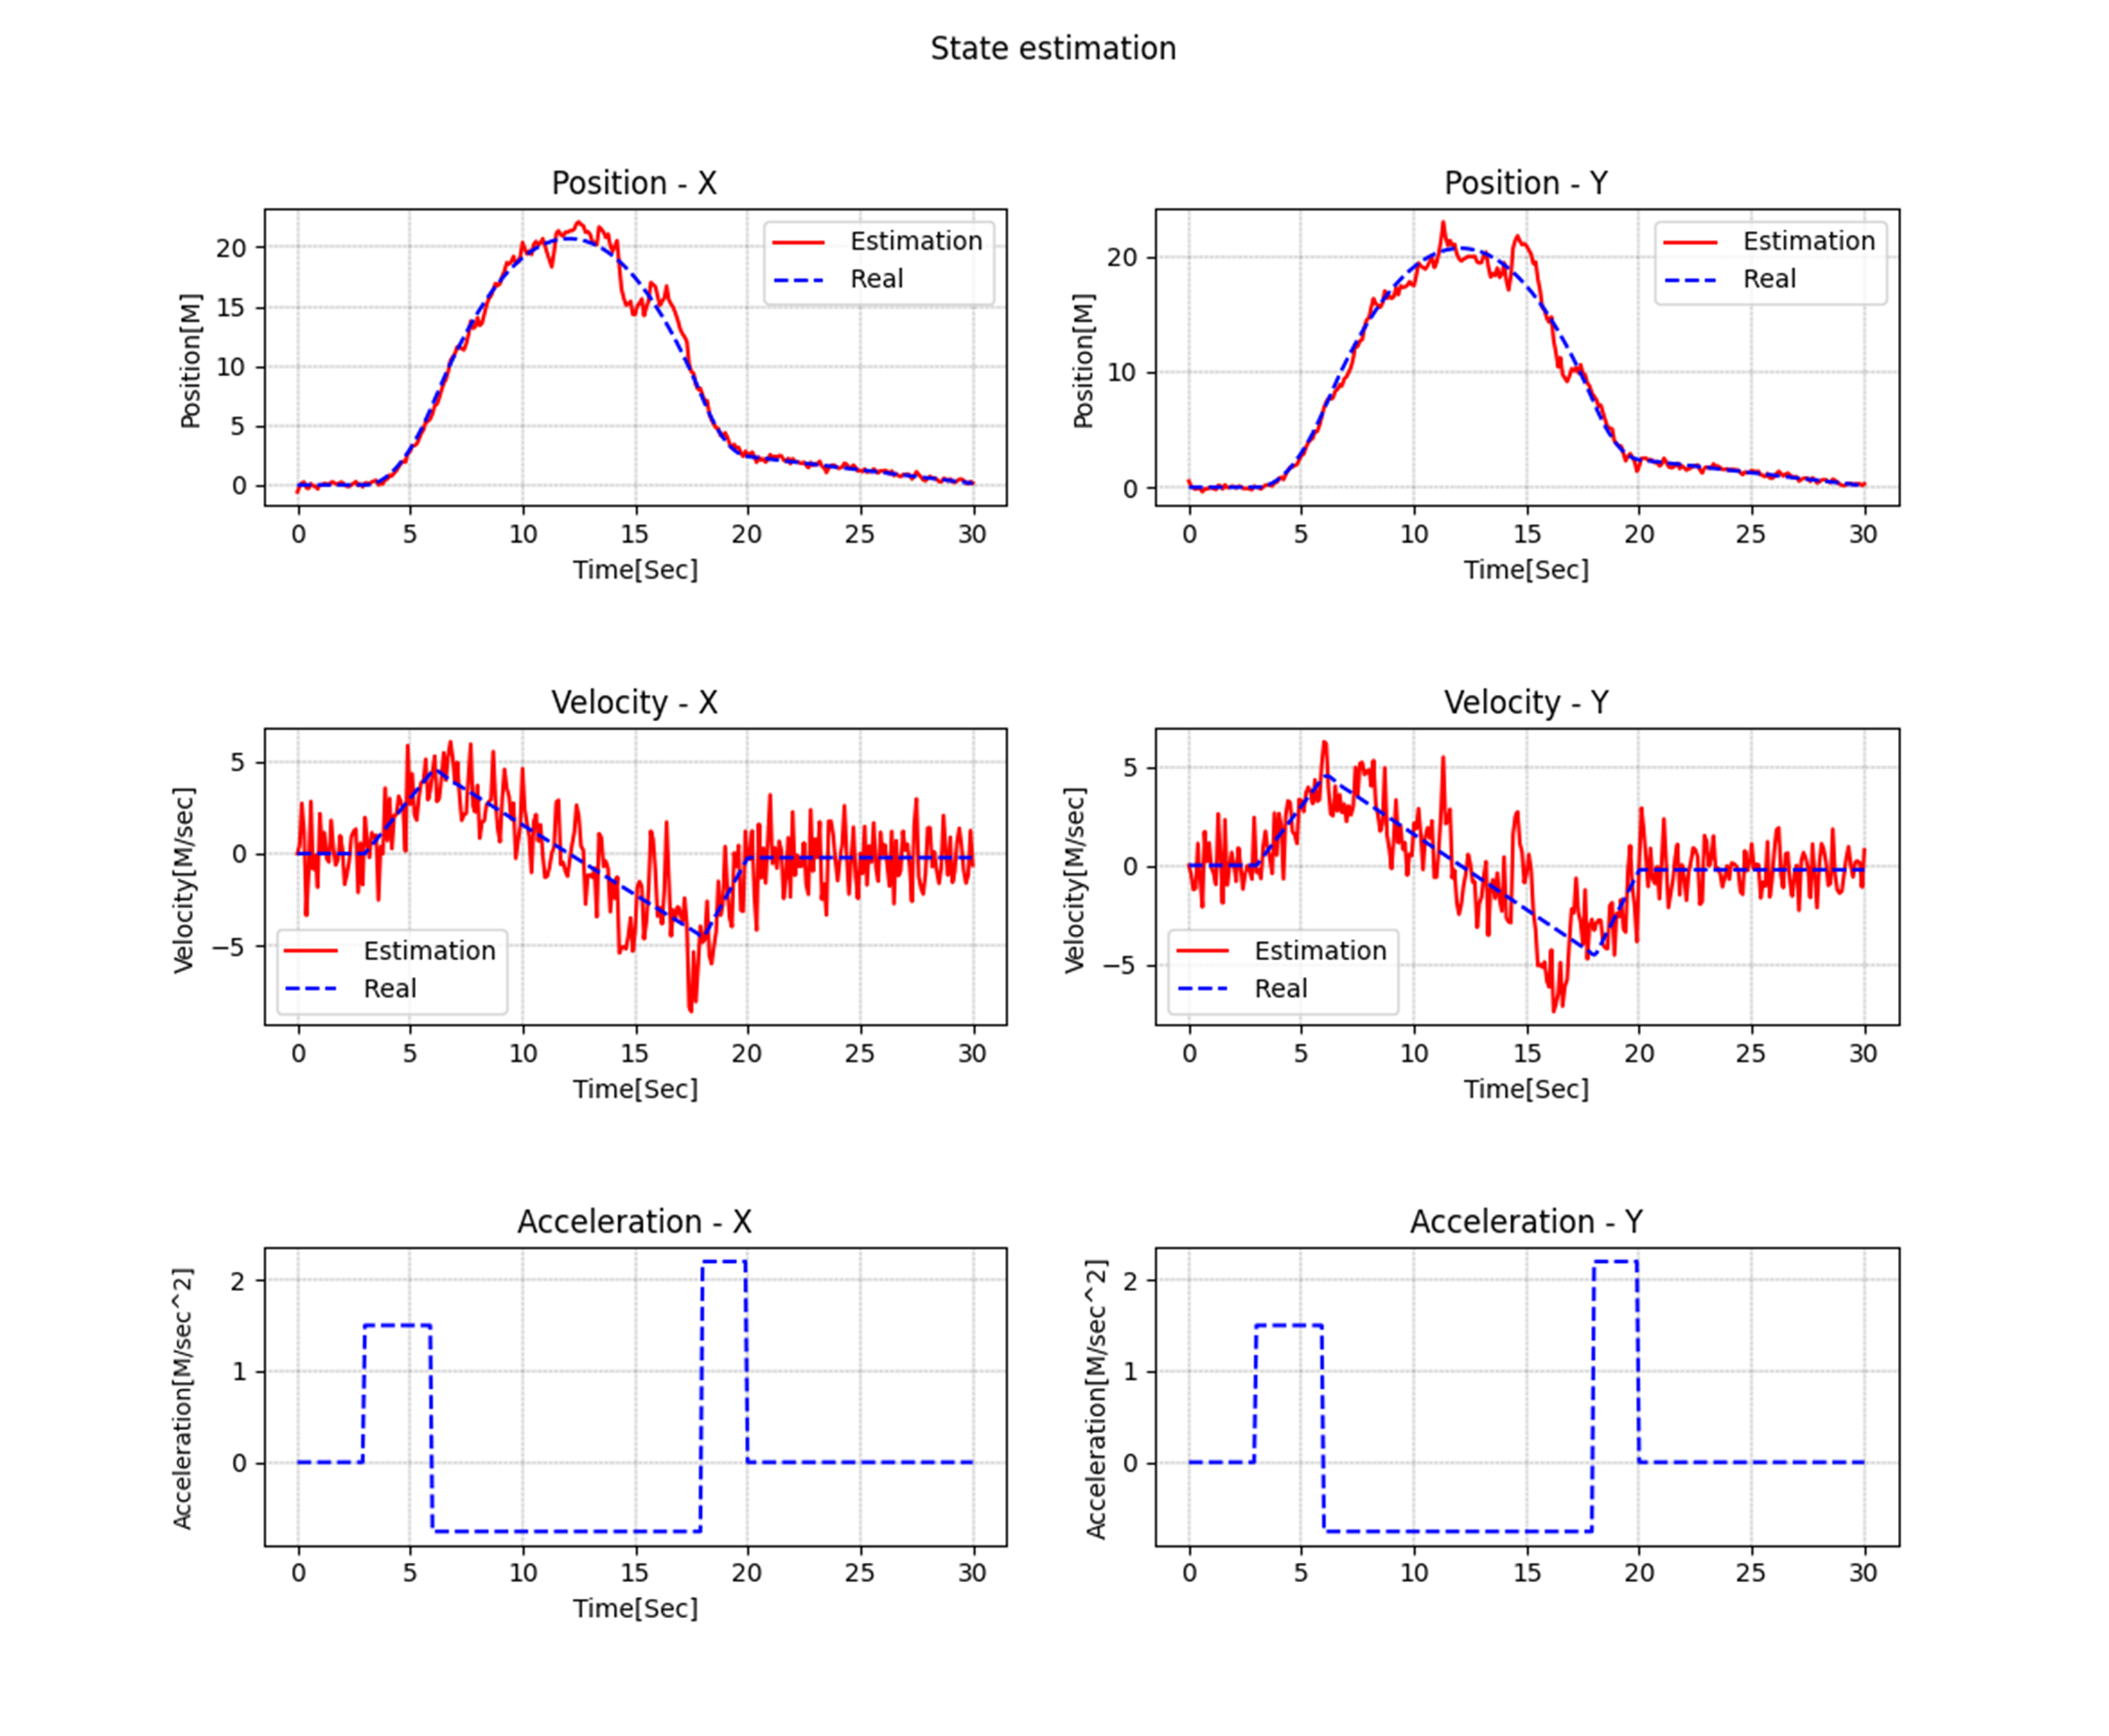 State estimation
Position - X
Position[M]
20
15
10
5
0
Estimation
Real
0 5 10 15 20 25 30
Time[Sec]
Position - Y
Position[M]
20
10
0
Estimation
Real
0 5 10 15 20 25 30
Time[Sec]
Velocity - X
Velocity[M/sec]
5
0
−5
Estimation
Real
0 5 10 15 20 25 30
Time[Sec]
Velocity - Y
Velocity[M/sec]
5
0
−5
Estimation
Real
0 5 10 15 20 25 30
Time[Sec]
Acceleration - X
Acceleration[M/sec^2]
2
1
0
0 5 10 15 20 25 30
Time[Sec]
Acceleration - Y
Acceleration[M/sec^2]
2
1
0
0 5 10 15 20 25 30